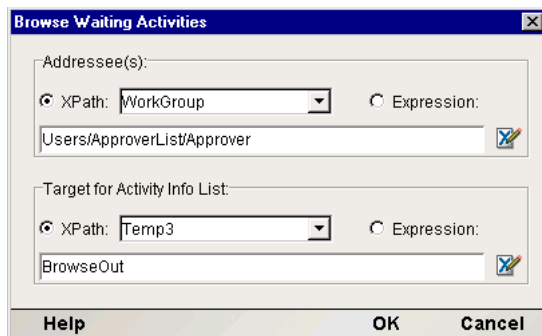 Browse Waiting Activities
Addressee(s):
XPath: WorkGroup Expression:
Users/ApproverList/Approver
Target for Activity Info List:
XPath: Temp3 Expression:
BrowseOut
Help OK Cancel